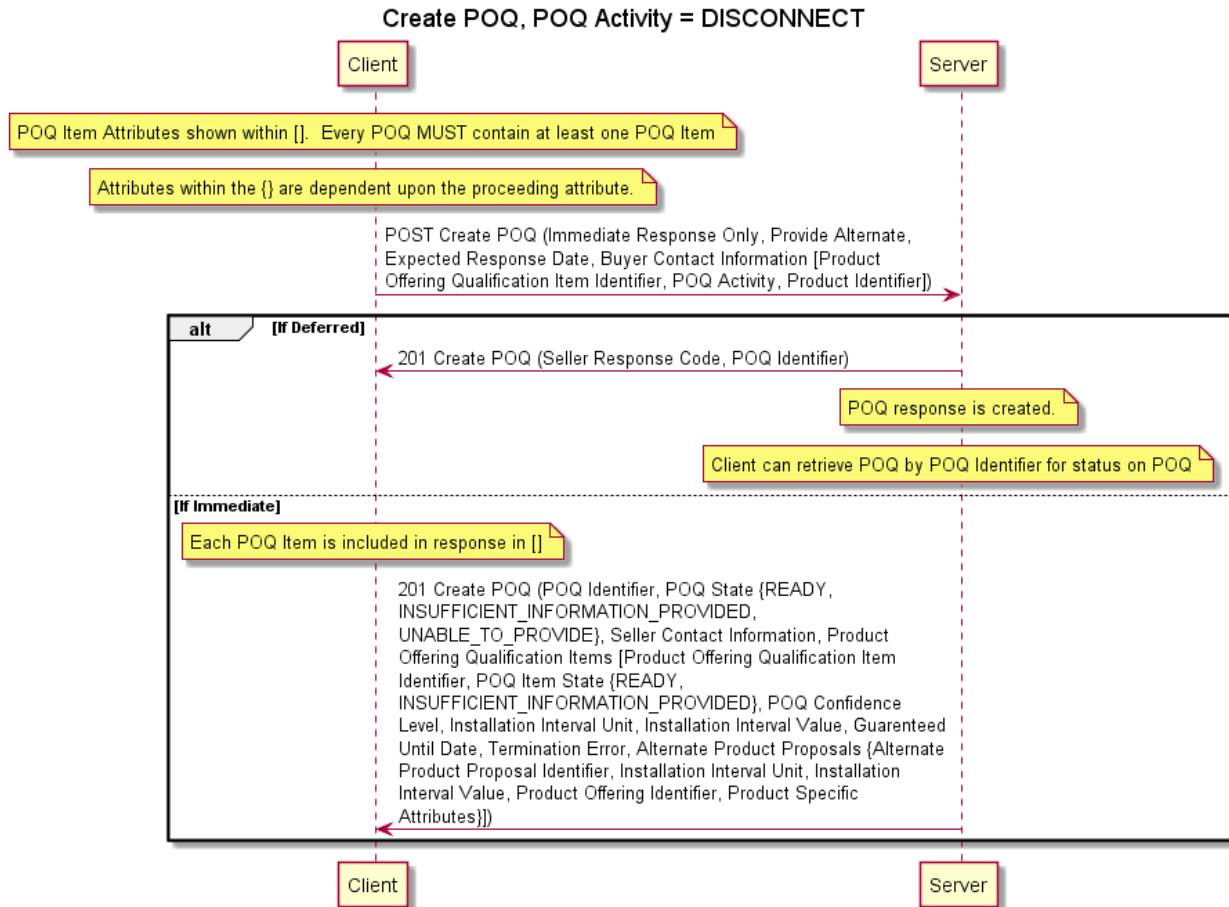 Create POQ, POQ Activity = DISCONNECT
Client
Server
POQ Item Attributes shown within []. Every POQ MUST contain at least one POQ Item
Attributes within the {} are dependent upon the proceeding attribute.
POST Create POQ (Immediate Response Only, Provide Alternate,
Expected Response Date, Buyer Contact Information [Product
Offering Qualification Item Identifier, POQ Activity, Product Identifier])
alt
[If Deferred]
201 Create POQ (Seller Response Code, POQ Identifier)
POQ response is created.
Client can retrieve POQ by POQ Identifier for status on POQ
[If Immediate]
Each POQ Item is included in response in []
201 Create POQ (POQ Identifier, POQ State {READY,
INSUFFICIENT_INFORMATION_PROVIDED,
UNABLE_TO_PROVIDE}, Seller Contact Information, Product
Offering Qualification Items [Product Offering Qualification Item
Identifier, POQ Item State {READY,
INSUFFICIENT_INFORMATION_PROVIDED}, POQ Confidence
Level, Installation Interval Unit, Installation Interval Value, Guarenteed
Until Date, Termination Error, Alternate Product Proposals {Alternate
Product Proposal Identifier, Installation Interval Unit, Installation
Interval Value, Product Offering Identifier, Product Specific
Attributes}])
Client
Server